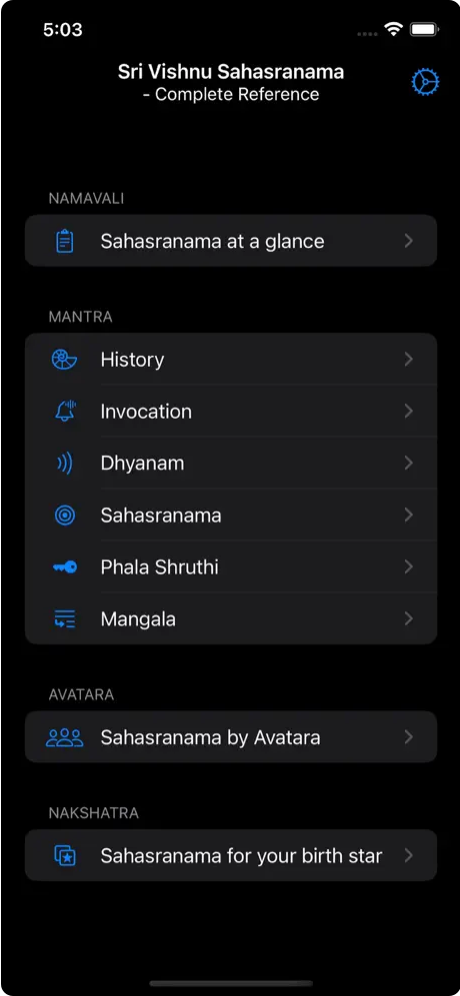 5:03
Sri Vishnu Sahasranama
- Complete Reference
NAMAVALI
Sahasranama at a glance
MANTRA
History
Invocation
Dhyanam
Sahasranama
Phala Shruthi
Mangala
AVATARA
Sahasranama by Avatara
NAKSHATRA
Sahasranama for your birth star